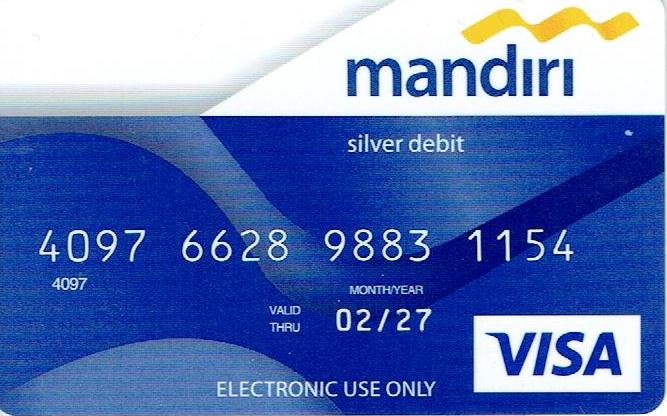 mandiri
silver debit
4097 6628 9883 1154
4097
MONTH/YEAR
VALID THRU 02/27
VISA
ELECTRONIC USE ONLY